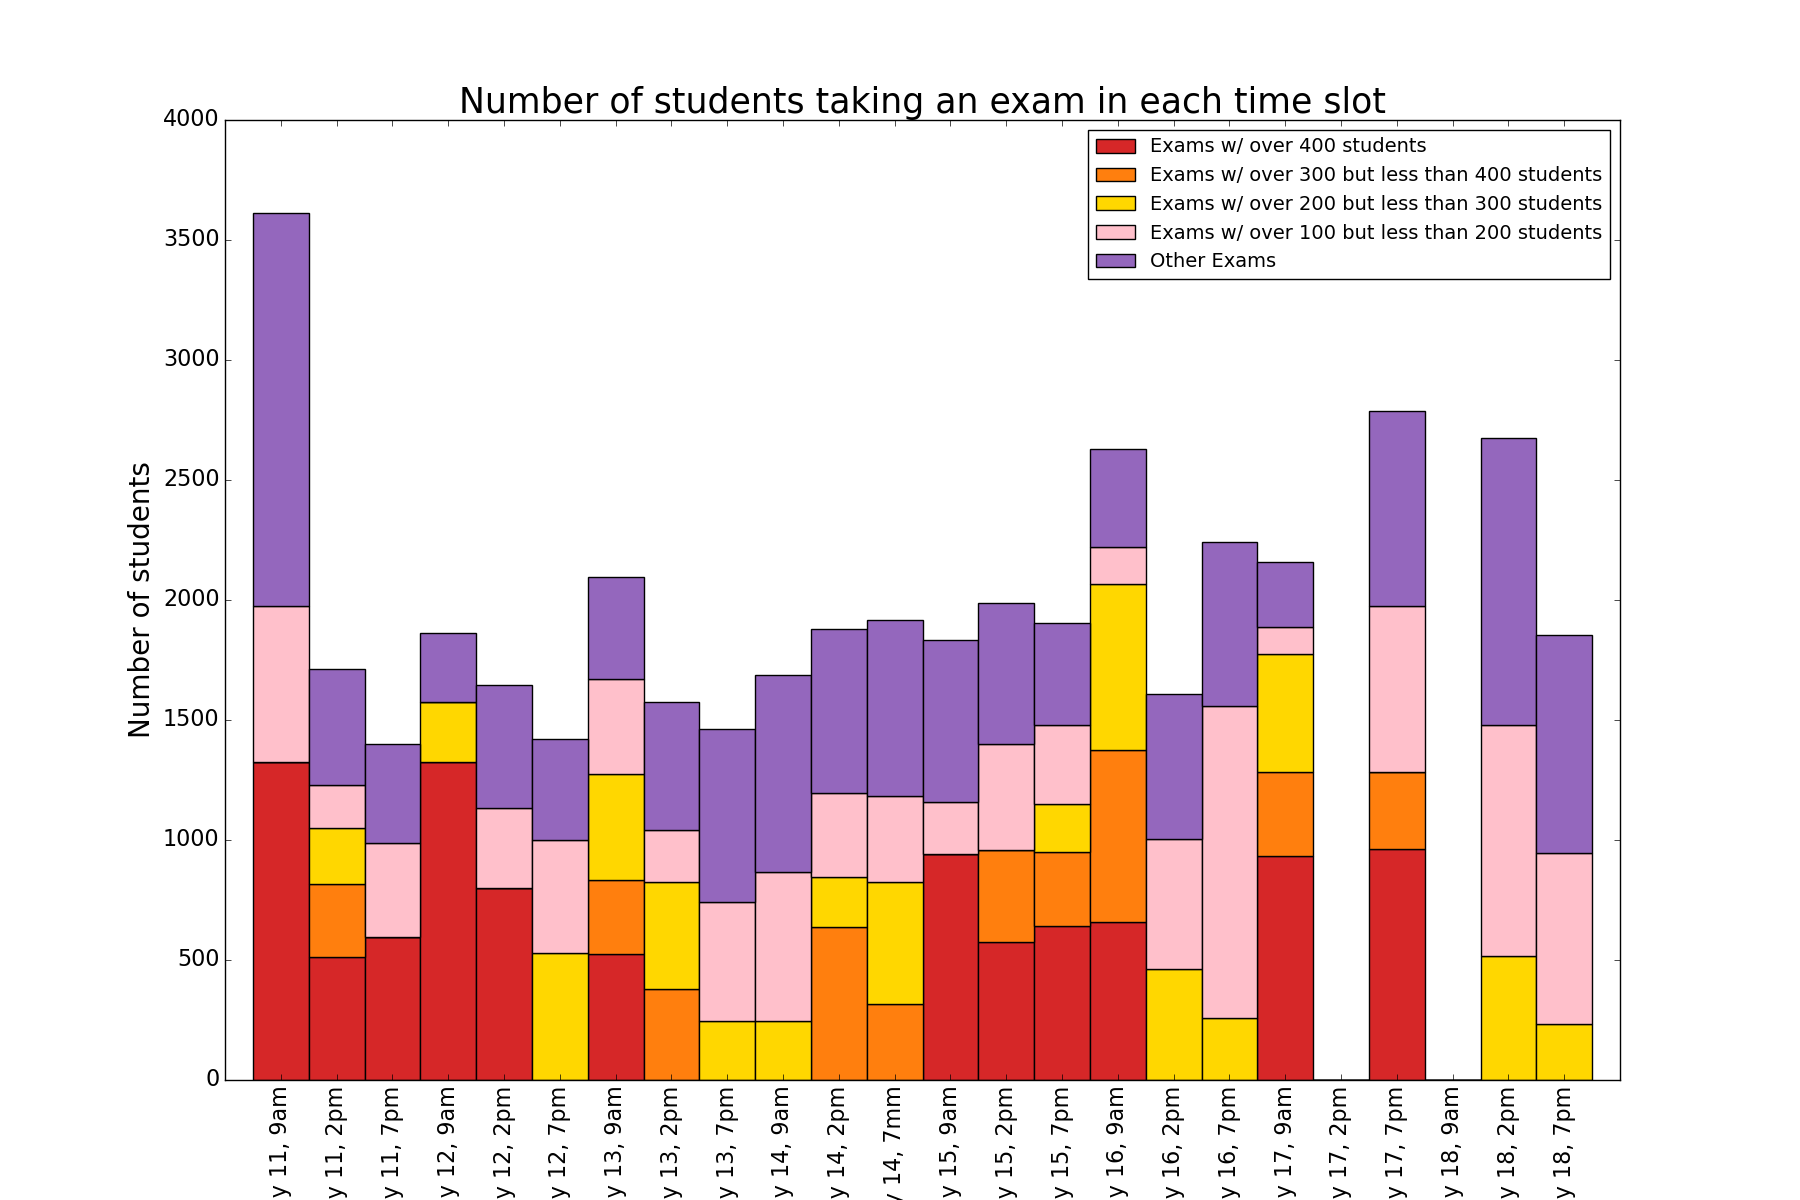 Number of students taking an exam in each time slot
Exams w/ over 400 students
Exams w/ over 300 but less than 400 students
Exams w/ over 200 but less than 300 students
Exams w/ over 100 but less than 200 students
Other Exams
Number of students
4000
3500
3000
2500
2000
1500
1000
500
0
y 11, 9am
y 11, 2pm
y 11, 7pm
y 12, 9am
y 12, 2pm
y 12, 7pm
y 13, 9am
y 13, 2pm
y 13, 7pm
y 14, 9am
y 14, 2pm
y 14, 7mm
y 15, 9am
y 15, 2pm
y 15, 7pm
y 16, 9am
y 16, 2pm
y 16, 7pm
y 17, 9am
y 17, 2pm
y 17, 7pm
y 18, 9am
y 18, 2pm
y 18, 7pm